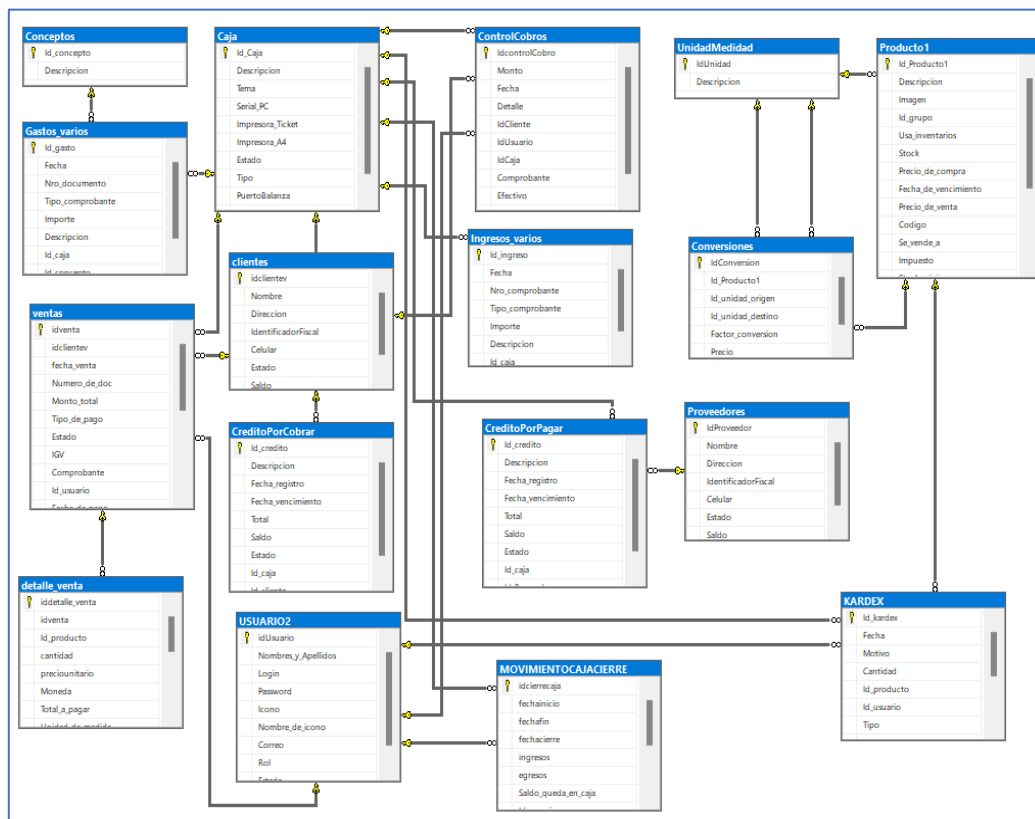 Conceptos
Id_concepto
Descripcion
Caja
Id_Caja
Descripcion
Tema
Serial_PC
Impresora_Ticket
Impresora_A4
Estado
Tipo
PuertoBalanza
ControlCobros
IdcontrolCobro
Monto
Fecha
Detalle
IdCliente
IdUsuario
IdCaja
Comprobante
Efectivo
UnidadMedidad
IdUnidad
Descripcion
Producto1
Id_Producto1
Descripcion
Imagen
Id_grupo
Usa_inventarios
Stock
Precio_de_compra
Fecha_de_vencimiento
Precio_de_venta
Codigo
Se_vende_a
Impuesto
Gastos_varios
Id_gasto
Fecha
Nro_documento
Tipo_comprobante
Importe
Descripcion
Id_caja
Id_concepto
clientes
idclientev
Nombre
Direccion
IdentificadorFiscal
Celular
Estado
Saldo
Ingresos_varios
Id_ingreso
Fecha
Nro_comprobante
Tipo_comprobante
Importe
Descripcion
Id_caja
Conversiones
IdConversion
Id_Producto1
Id_unidad_origen
Id_unidad_destino
Factor_conversion
Precio
ventas
idventa
idclientev
fecha_venta
Numero_de_doc
Monto_total
Tipo_de_pago
Estado
IGV
Comprobante
Id_usuario
Fecha_de_pago
CreditoPorCobrar
Id_credito
Descripcion
Fecha_registro
Fecha_vencimiento
Total
Saldo
Estado
Id_caja
Id_cliente
CreditoPorPagar
Id_credito
Descripcion
Fecha_registro
Fecha_vencimiento
Total
Saldo
Estado
Id_caja
Proveedores
IdProveedor
Nombre
Direccion
IdentificadorFiscal
Celular
Estado
Saldo
detalle_venta
iddetalle_venta
idventa
Id_producto
cantidad
preciounitario
Moneda
Total_a_pagar
Unidad_de_medida
USUARIO2
idUsuario
Nombres_y_Apellidos
Login
Password
Icono
Nombre_de_icono
Correo
Rol
Estado
MOVIMIENTOCAJACIERRE
idcierrecaja
fechainicio
fechafin
fechacierre
ingresos
egresos
Saldo_queda_en_caja
KARDEX
Id_kardex
Fecha
Motivo
Cantidad
Id_producto
Id_usuario
Tipo